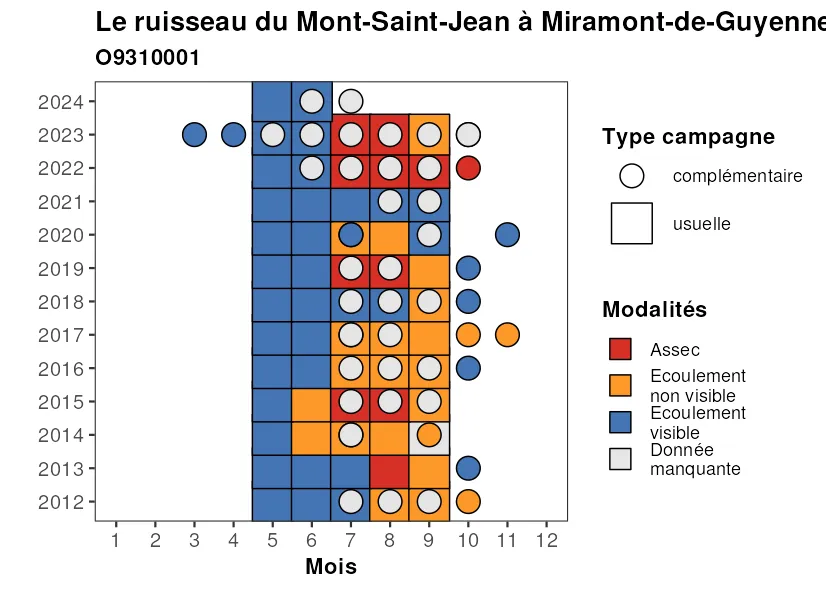 Le ruisseau du Mont-Saint-Jean à Miramont-de-Guyenne
O9310001
2024
2023
2022
2021
2020
2019
2018
2017
2016
2015
2014
2013
2012
1 2 3 4 5 6 7 8 9 10 11 12
Mois
Type campagne
complémentaire
usuelle
Modalités
Assec
Ecoulement
non visible
Ecoulement
visible
Donnée
manquante